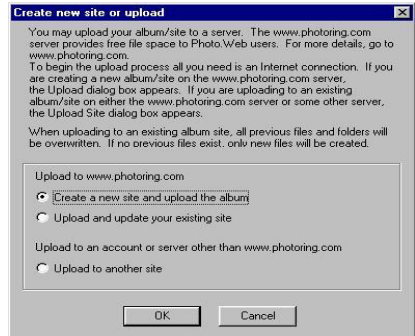 Create new site or upload
You may upload your album/site to a server. The www.photoring.com
server provides free file space to Photo.Web users. For more details, go to
www.photoring.com.
To begin the upload process all you need is an Internet connection. If you
are creating a new album/site on the www.photoring.com server,
the Upload dialog box appears. If you are uploading to an existing
album/site on either the www.photoring.com server or some other server,
the Upload Site dialog box appears.
When uploading to an existing album site, all previous files and folders will
be overwritten. If no previous files exist, only new files will be created.
Upload to www.photoring.com
Create a new site and upload the album
Upload and update your existing site
Upload to an account or server other than www.photoring.com
Upload to another site
OK
Cancel